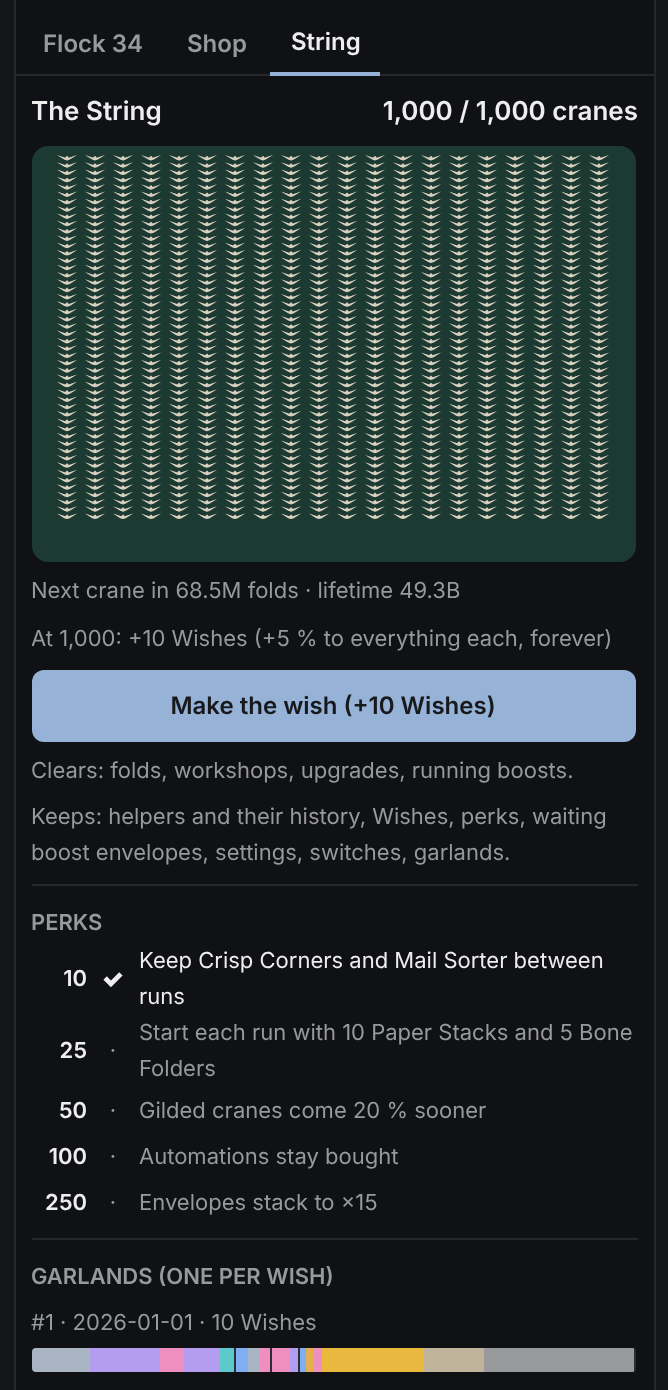 Flock 34 Shop String
The String 1,000 / 1,000 cranes
Next crane in 68.5M folds · lifetime 49.3B
At 1,000: +10 Wishes (+5 % to everything each, forever)
Make the wish (+10 Wishes)
Clears: folds, workshops, upgrades, running boosts.
Keeps: helpers and their history, Wishes, perks, waiting
boost envelopes, settings, switches, garlands.
PERKS
10 ✔ Keep Crisp Corners and Mail Sorter between
runs
25 · Start each run with 10 Paper Stacks and 5 Bone
Folders
50 · Gilded cranes come 20 % sooner
100 · Automations stay bought
250 · Envelopes stack to ×15
GARLANDS (ONE PER WISH)
#1 · 2026-01-01 · 10 Wishes